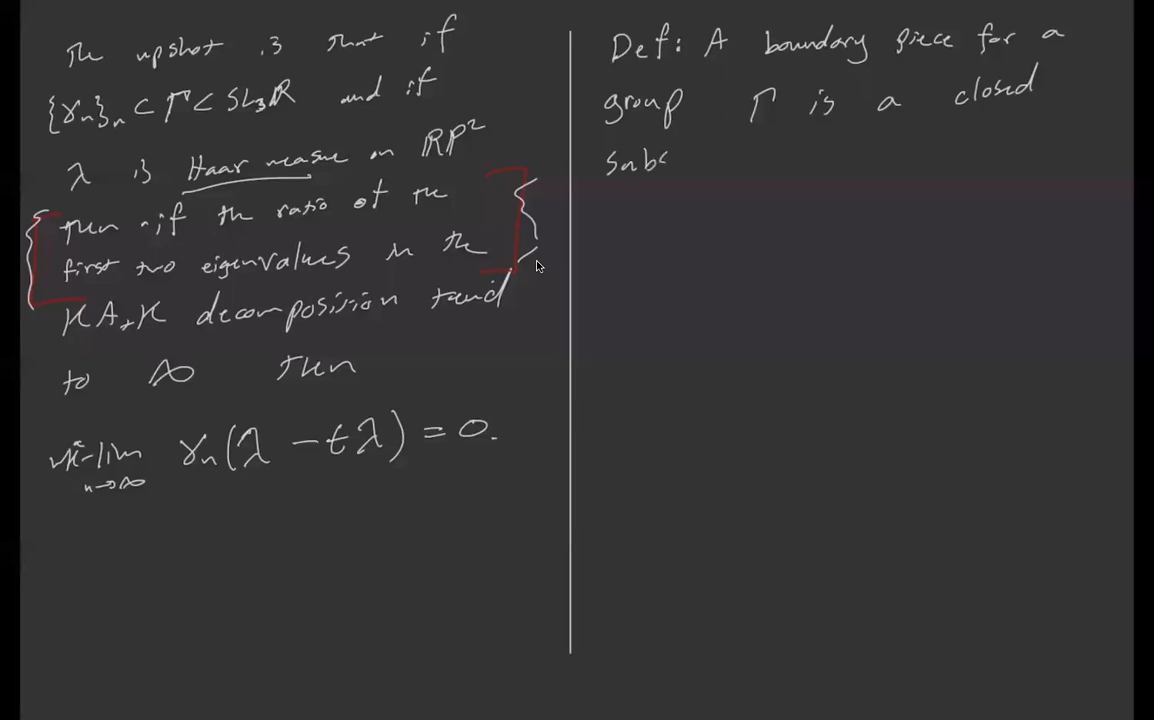 The upshot is that if
{γₙ}ₙ ⊂ Γ < SL₃ℝ and if
λ is Haar measure on ℝP²
then if the ratio of the
first two eigenvalues in the
KA₊K decomposition tend
to ∞ then
wk*-lim γₙ(λ - tλ) = 0.
n→∞
Def: A boundary piece for a
group Γ is a closed
subs